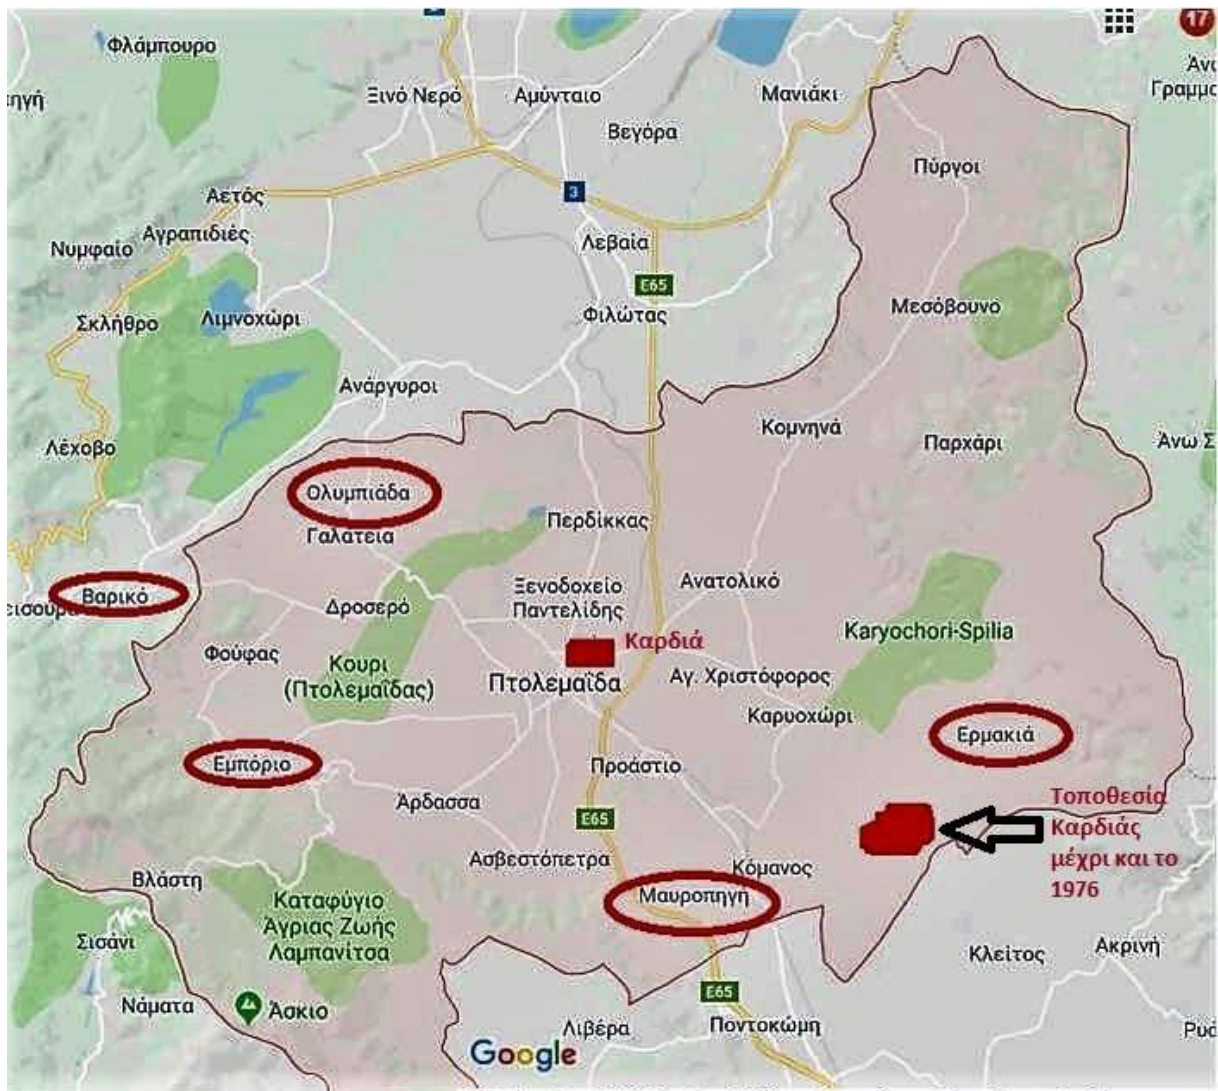 17
Φλάμπουρο
Ξινό Νερό
Αμύνταιο
Μανιάκι
Βεγόρα
Πύργοι
Αετός
3
Νυμφαίο
Αγραπιδιές
Λεβαία
E65
Σκλήθρο
Λιμνοχώρι
Φιλώτας
Μεσόβουνο
Ανάργυροι
Λέχοβο
Κομνηνά
Παρχάρι
Ολυμπιάδα
Γαλάτεια
Περδίκκας
Βαρικό
Δροσερό
Ξενοδοχείο
Παντελίδης
Ανατολικό
Καρδιά
Karyochori-Spilia
Φούφας
Κουρι
(Πτολεμαΐδας)
Πτολεμαΐδα
Αγ. Χριστόφορος
Καρυοχώρι
Ερμακιά
Εμπόριο
Προάστιο
Άρδασσα
E65
Τοποθεσία
Καρδιάς
μέχρι και το
1976
Ασβεστόπετρα
Κόμανος
Βλάστη
Μαυροπηγή
Καταφύγιο
Άγριας Ζωής
Λαμπανίτσα
Σισάνι
Κλείτος
Ακρινή
Νάματα
Άσκιο
E65
Λιβέρα
Ποντοκώμη
Google